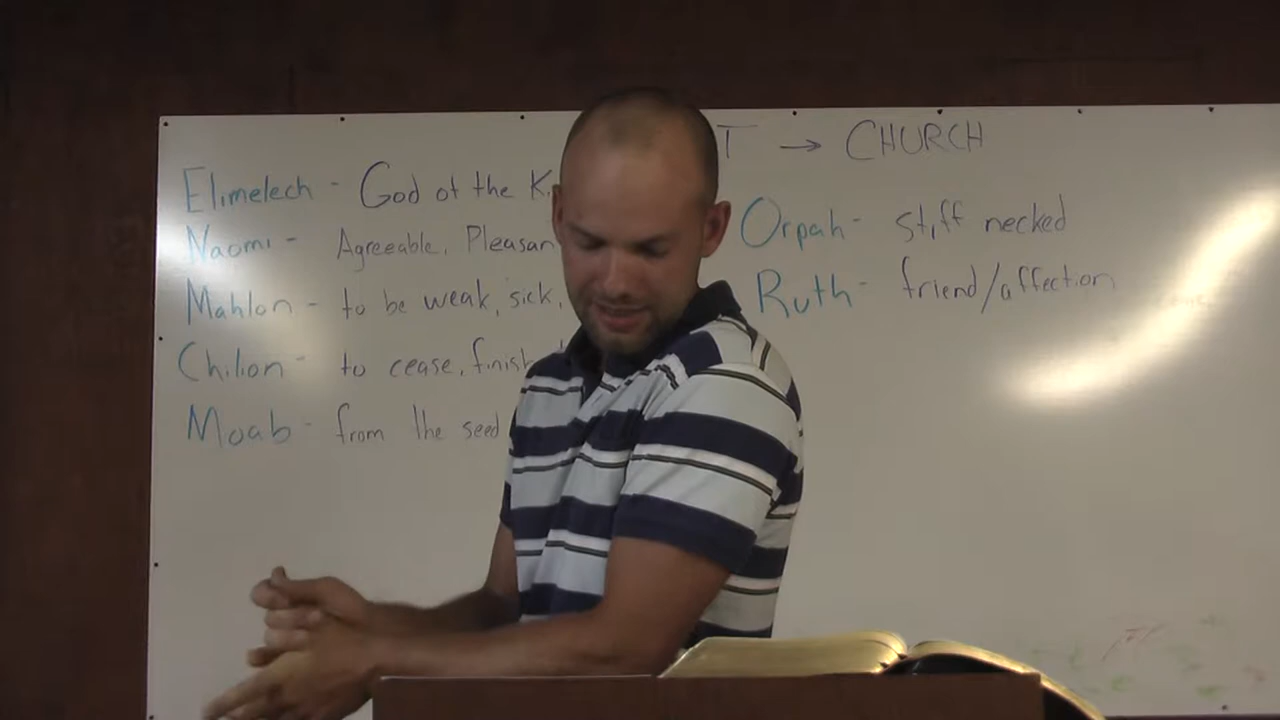 T → CHURCH
Elimelech - God of the K
Naomi - Agreeable, Pleasan
Mahlon - to be weak, sick,
Chilion - to cease, finish
Moab - from the seed
Orpah - stiff necked
Ruth - friend/affection